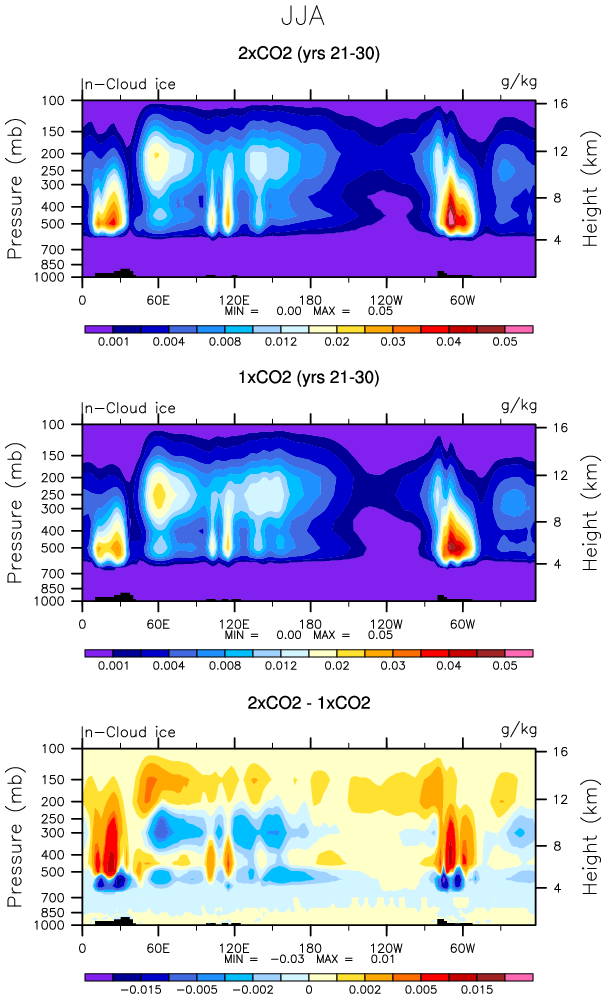 JJA
2xCO2 (yrs 21-30)
n-Cloud ice g/kg
Pressure (mb)
100
150
200
250
300
400
500
700
850
1000
16
12
8
4
Height (km)
0 60E 120E 180 120W 60W
MIN = 0.00 MAX = 0.05
0.001 0.004 0.008 0.012 0.02 0.03 0.04 0.05
1xCO2 (yrs 21-30)
n-Cloud ice g/kg
Pressure (mb)
100
150
200
250
300
400
500
700
850
1000
16
12
8
4
Height (km)
0 60E 120E 180 120W 60W
MIN = 0.00 MAX = 0.05
0.001 0.004 0.008 0.012 0.02 0.03 0.04 0.05
2xCO2 - 1xCO2
n-Cloud ice g/kg
Pressure (mb)
100
150
200
300
400
500
700
850
1000
16
12
8
4
Height (km)
0 60E 120E 180 120W 60W
MIN = -0.03 MAX = 0.01
-0.015 -0.005 -0.002 0 0.002 0.005 0.015